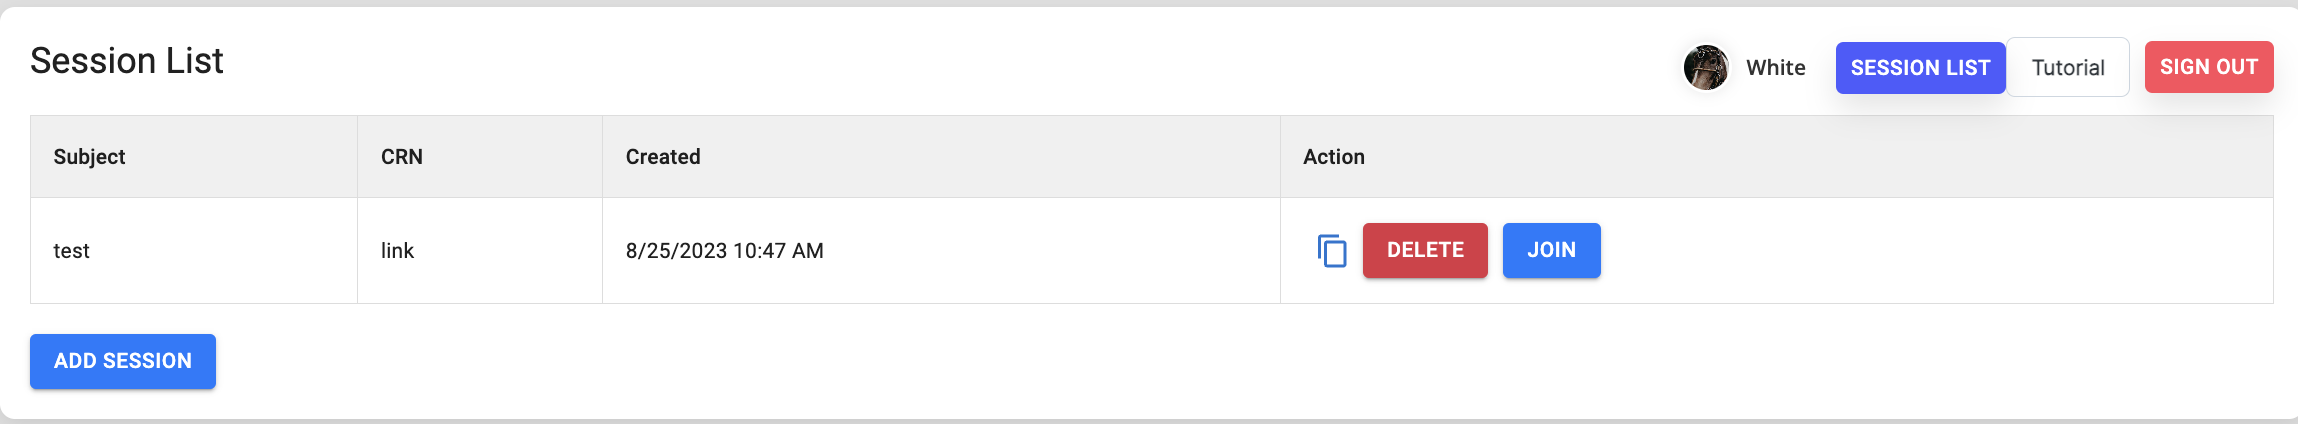 Session List
White
SESSION LIST
Tutorial
SIGN OUT
Subject
CRN
Created
Action
test
link
8/25/2023 10:47 AM
DELETE
JOIN
ADD SESSION